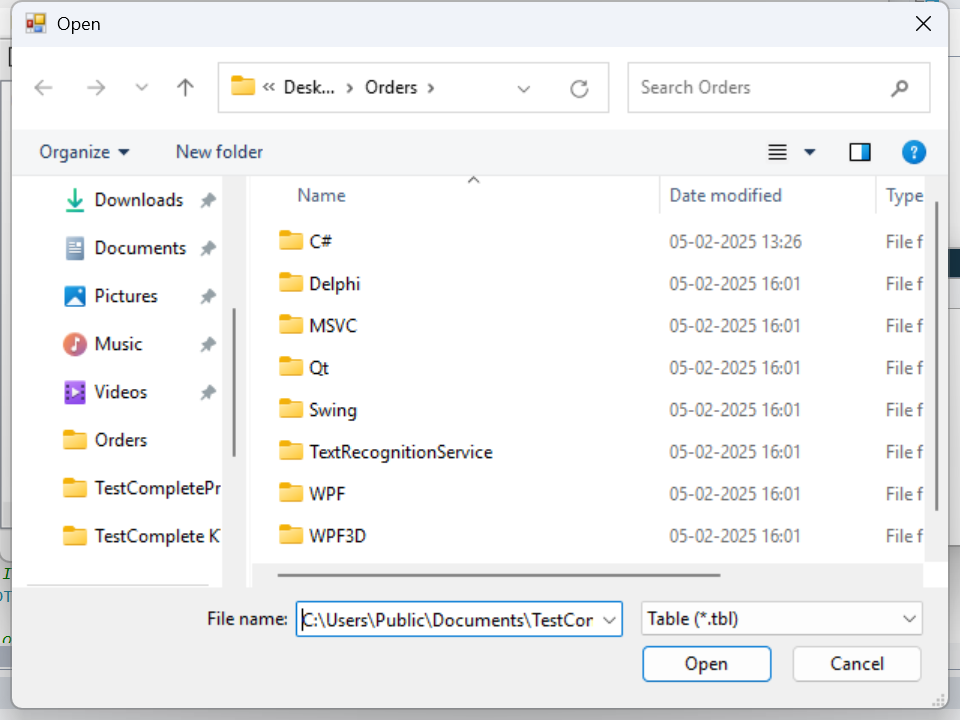 Open
« Desk... › Orders ›
Search Orders
Organize
New folder
Name
Date modified
Type
Downloads
Documents
Pictures
Music
Videos
Orders
TestCompletePr
TestComplete K
C# 05-02-2025 13:26 File f
Delphi 05-02-2025 16:01 File f
MSVC 05-02-2025 16:01 File f
Qt 05-02-2025 16:01 File f
Swing 05-02-2025 16:01 File f
TextRecognitionService 05-02-2025 16:01 File f
WPF 05-02-2025 16:01 File f
WPF3D 05-02-2025 16:01 File f
File name: C:\Users\Public\Documents\TestCor
Table (*.tbl)
Open
Cancel